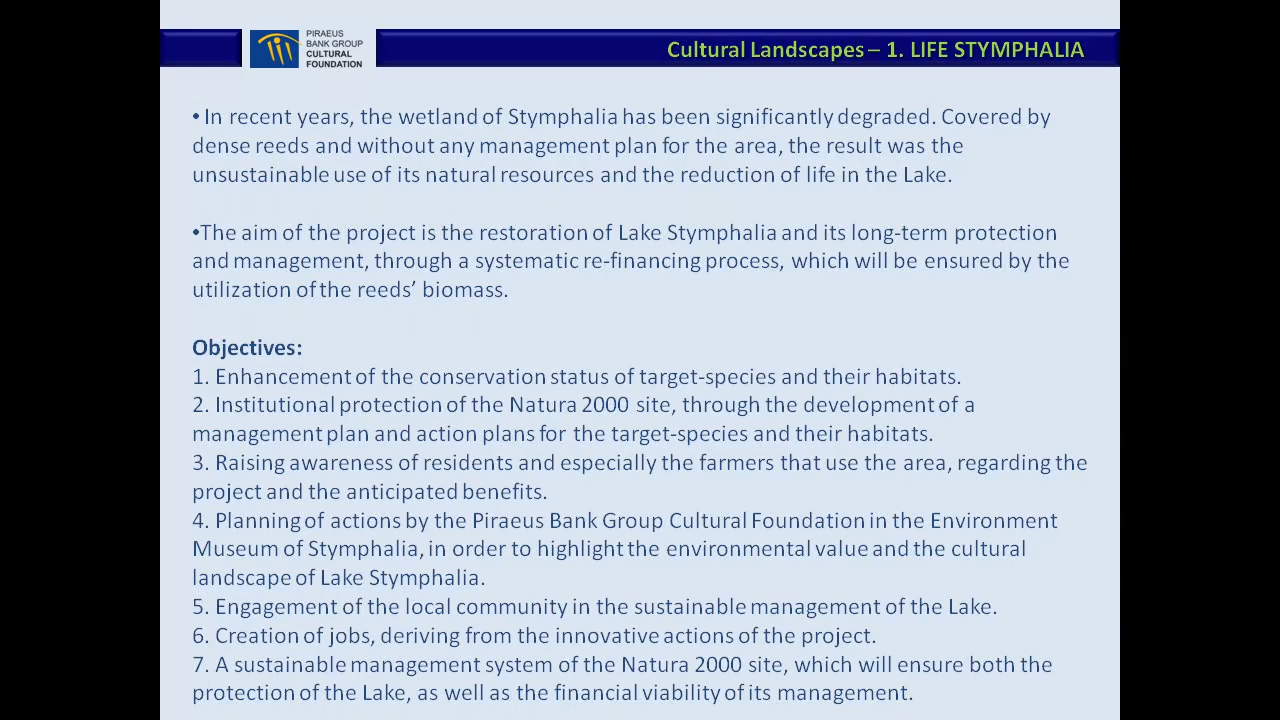 PIRAEUS
BANK GROUP
CULTURAL
FOUNDATION
Cultural Landscapes – 1. LIFE STYMPHALIA
• In recent years, the wetland of Stymphalia has been significantly degraded. Covered by
dense reeds and without any management plan for the area, the result was the
unsustainable use of its natural resources and the reduction of life in the Lake.
•The aim of the project is the restoration of Lake Stymphalia and its long-term protection
and management, through a systematic re-financing process, which will be ensured by the
utilization of the reeds’ biomass.
Objectives:
1. Enhancement of the conservation status of target-species and their habitats.
2. Institutional protection of the Natura 2000 site, through the development of a
management plan and action plans for the target-species and their habitats.
3. Raising awareness of residents and especially the farmers that use the area, regarding the
project and the anticipated benefits.
4. Planning of actions by the Piraeus Bank Group Cultural Foundation in the Environment
Museum of Stymphalia, in order to highlight the environmental value and the cultural
landscape of Lake Stymphalia.
5. Engagement of the local community in the sustainable management of the Lake.
6. Creation of jobs, deriving from the innovative actions of the project.
7. A sustainable management system of the Natura 2000 site, which will ensure both the
protection of the Lake, as well as the financial viability of its management.